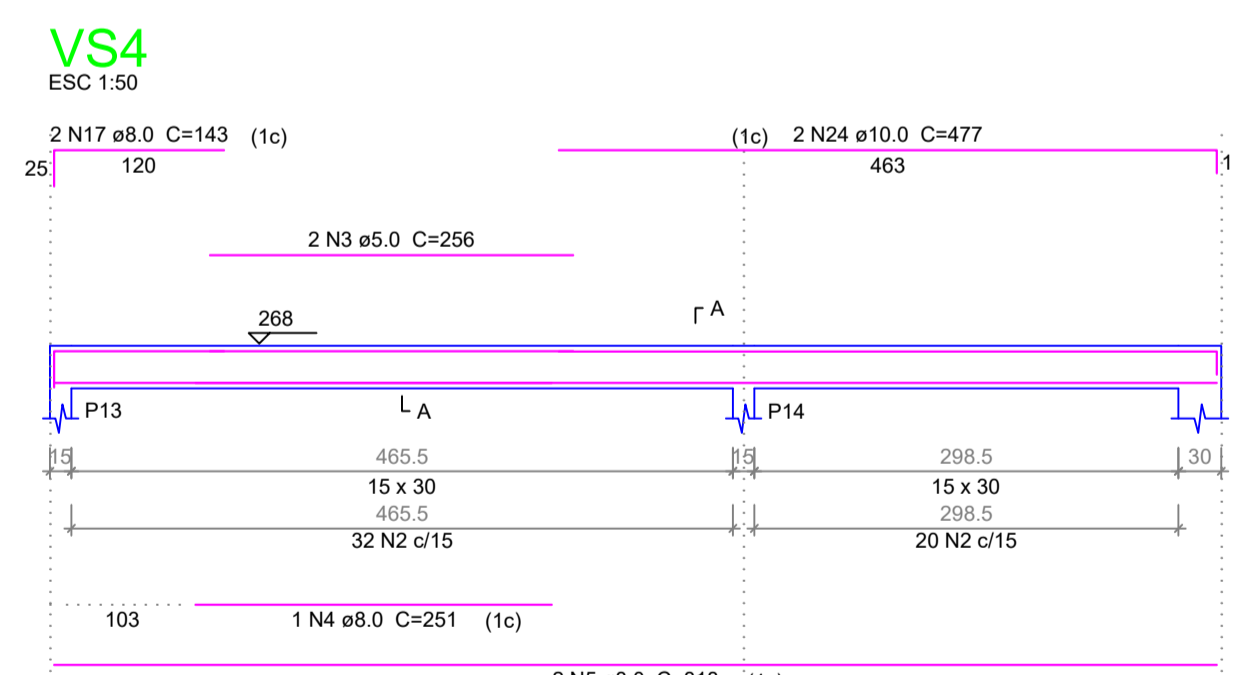 VS4
ESC 1:50
2 N17 ø8.0 C=143 (1c)
(1c) 2 N24 ø10.0 C=477
25
120
463
1
2 N3 ø5.0 C=256
A
268
P13
A
P14
15
465.5
15
298.5
30
15 x 30
15 x 30
465.5
298.5
32 N2 c/15
20 N2 c/15
103
1 N4 ø8.0 C=251 (1c)